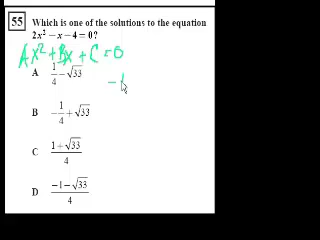 55 Which is one of the solutions to the equation
2x² − x − 4 = 0?
Ax² + Bx + C = 0
A 1/4 − √33
−
B −1/4 + √33
C (1 + √33)/4
D (−1 − √33)/4